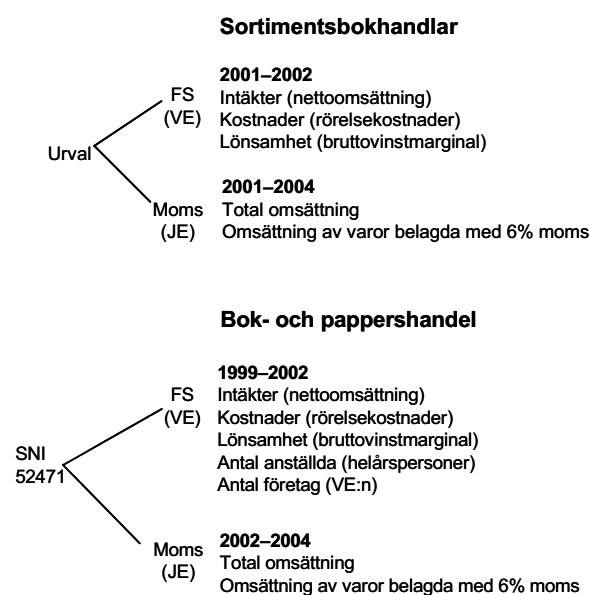 Sortimentsbokhandlar
2001–2002
FS
(VE)
Intäkter (nettoomsättning)
Kostnader (rörelsekostnader)
Lönsamhet (bruttovinstmarginal)
Urval
2001–2004
Moms
(JE)
Total omsättning
Omsättning av varor belagda med 6% moms
Bok- och pappershandel
1999–2002
FS
(VE)
Intäkter (nettoomsättning)
Kostnader (rörelsekostnader)
Lönsamhet (bruttovinstmarginal)
Antal anställda (helårspersoner)
Antal företag (VE:n)
SNI
52471
2002–2004
Moms
(JE)
Total omsättning
Omsättning av varor belagda med 6% moms